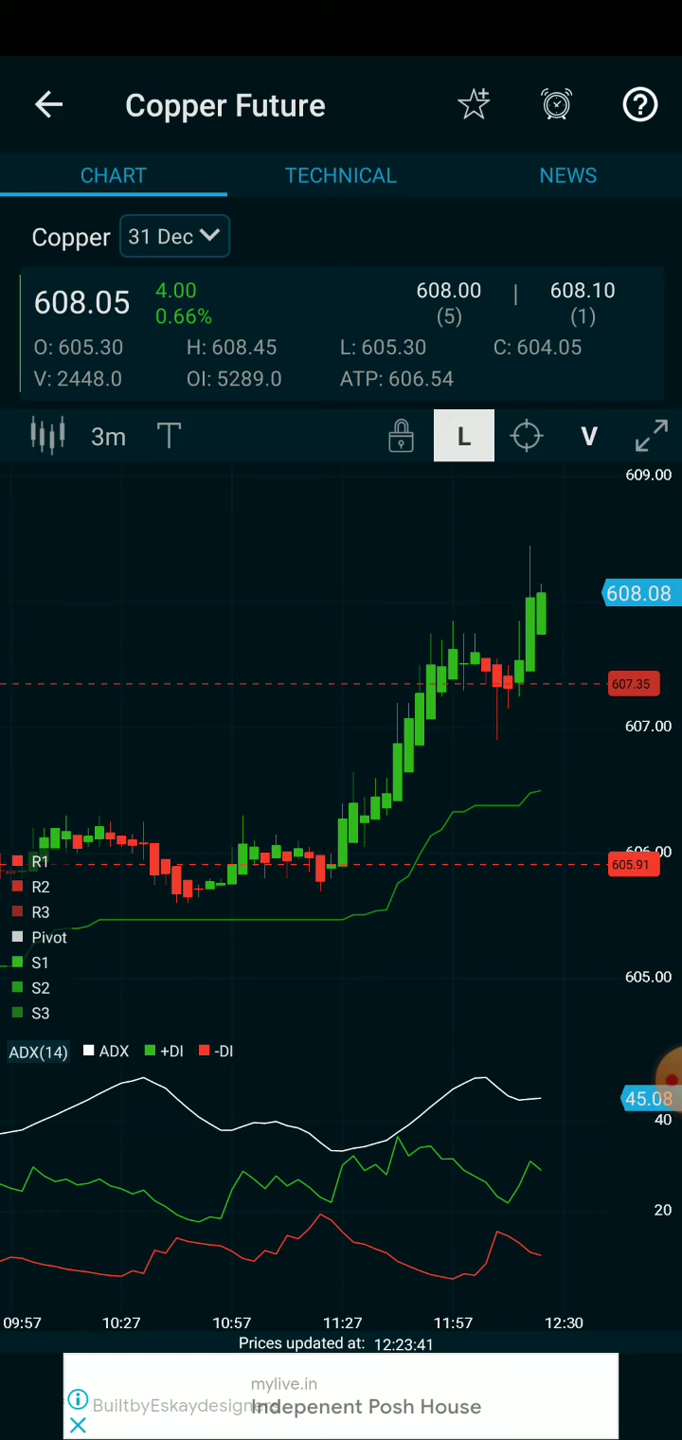 Copper Future
CHART TECHNICAL NEWS
Copper 31 Dec
608.05 4.00 0.66% 608.00 (5) | 608.10 (1)
O: 605.30 H: 608.45 L: 605.30 C: 604.05
V: 2448.0 OI: 5289.0 ATP: 606.54
3m T L V
609.00
608.08
607.35
607.00
606.00
605.91
R1
R2
R3
Pivot
S1
S2
S3
605.00
ADX(14) ADX +DI -DI
45.08
40
20
09:57 10:27 10:57 11:27 11:57 12:30
Prices updated at: 12:23:41
mylive.in
BuiltbyEskaydesigners
Indepenent Posh House